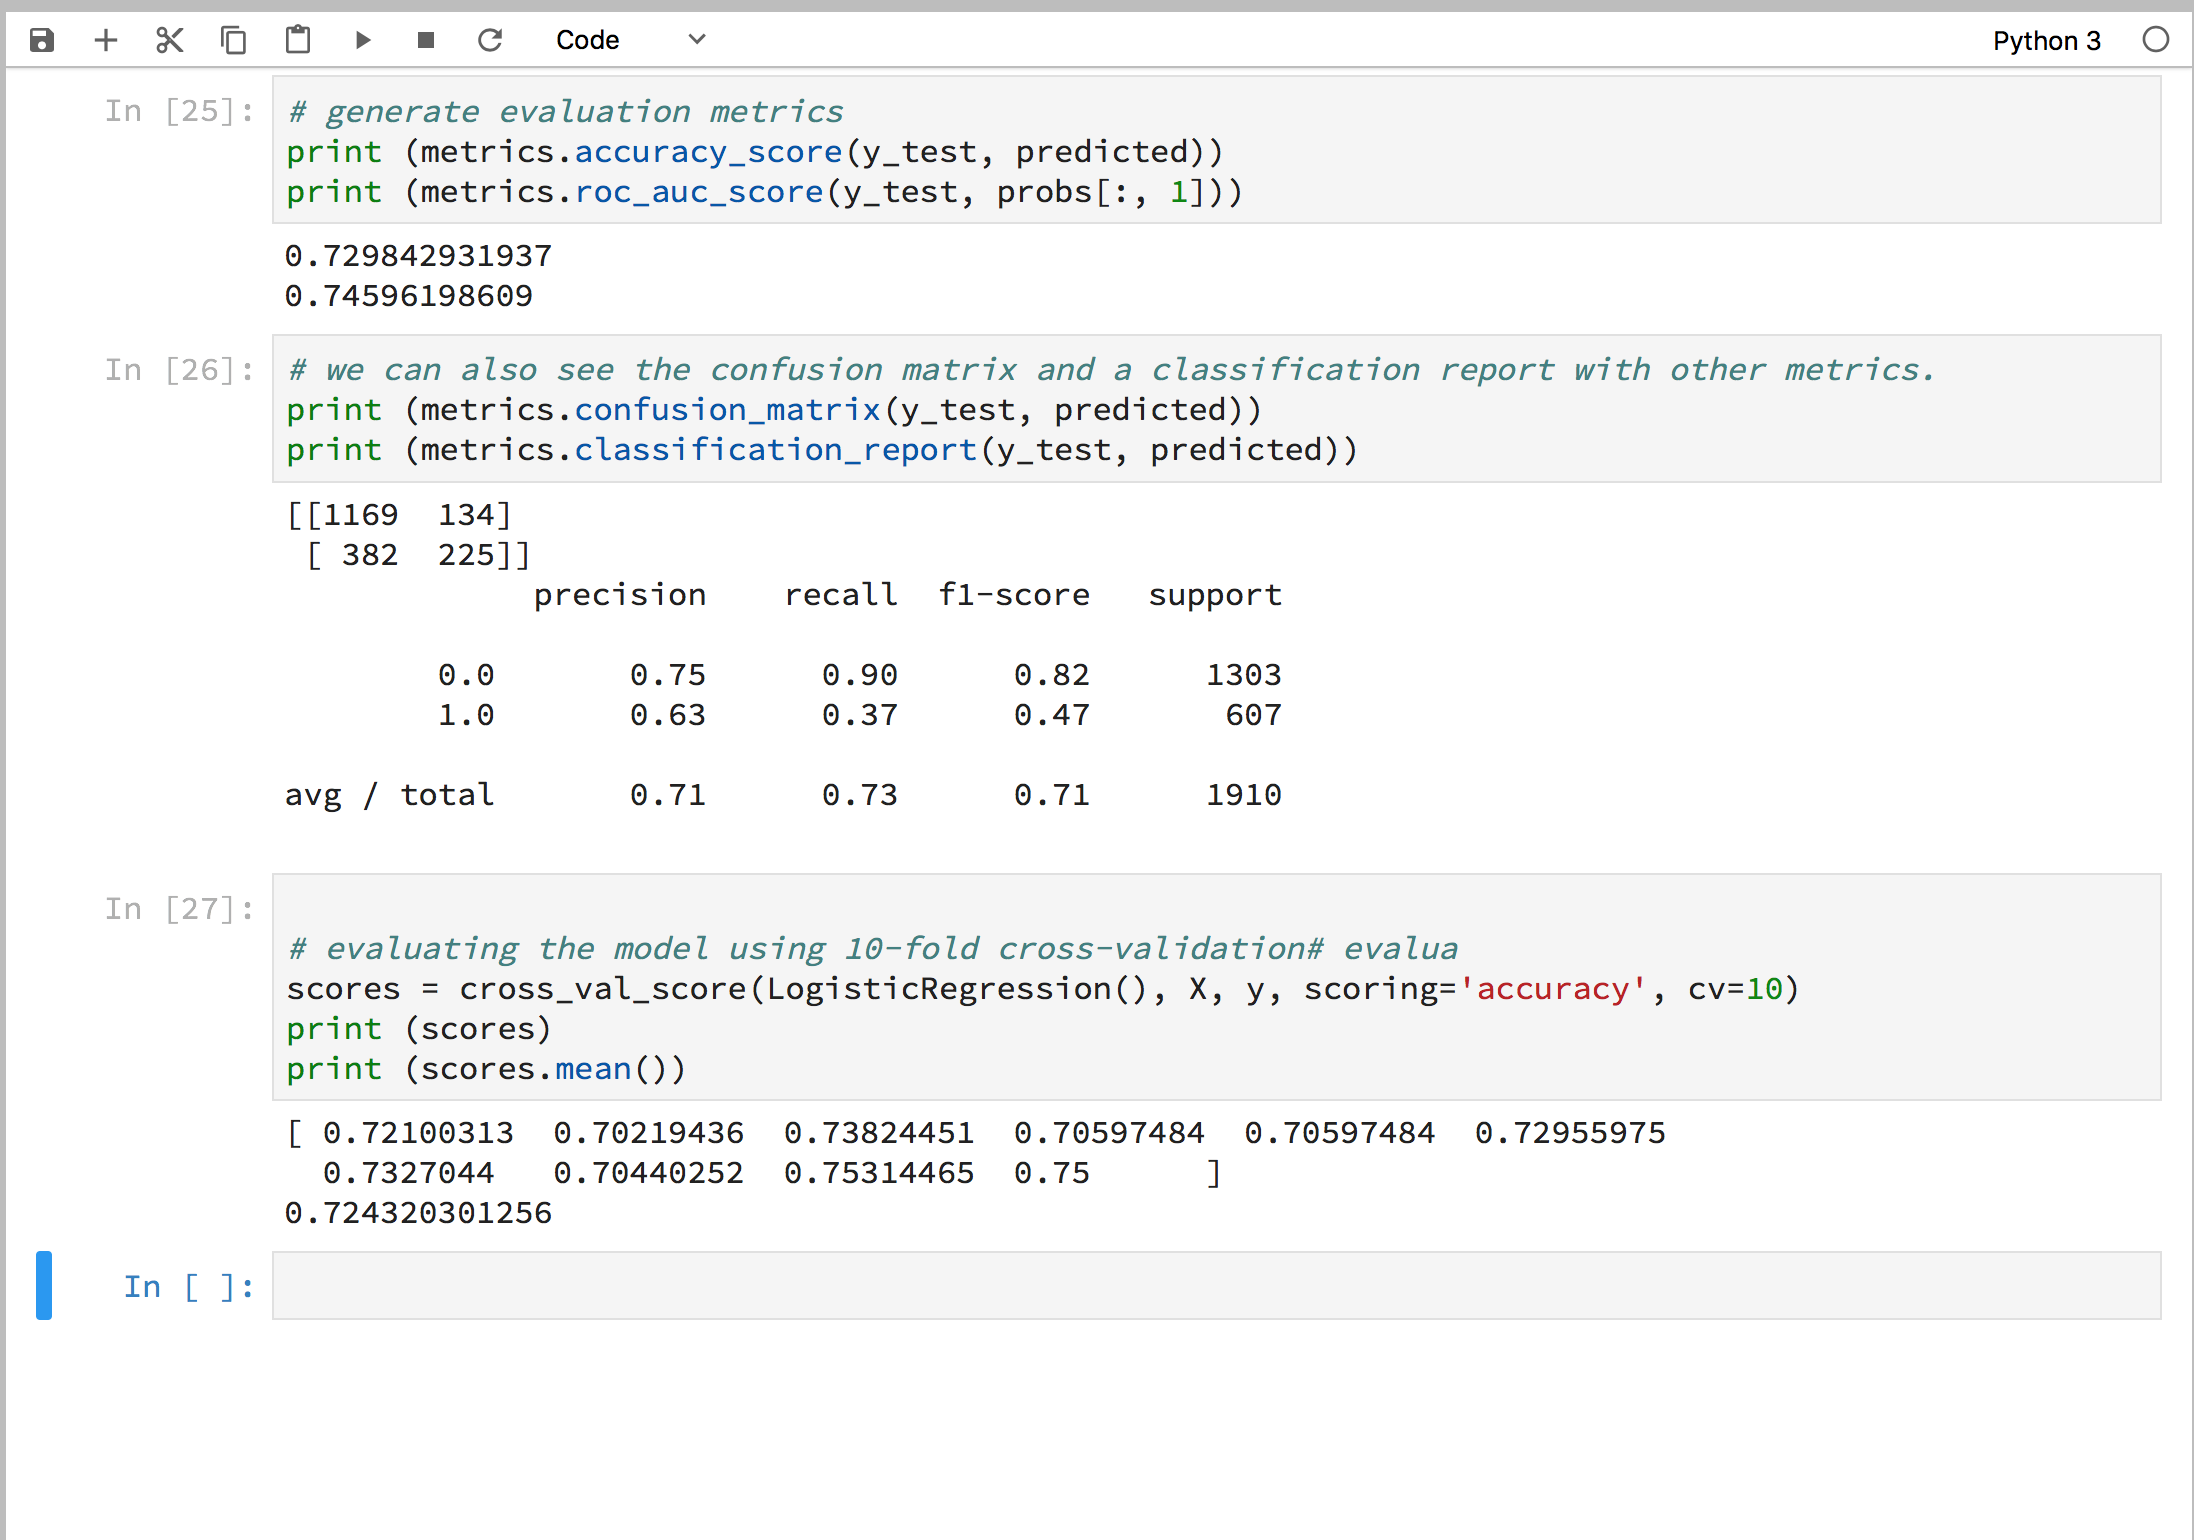 Code
Python 3
In [25]:
# generate evaluation metrics
print (metrics.accuracy_score(y_test, predicted))
print (metrics.roc_auc_score(y_test, probs[:, 1]))
0.729842931937
0.74596198609
In [26]:
# we can also see the confusion matrix and a classification report with other metrics.
print (metrics.confusion_matrix(y_test, predicted))
print (metrics.classification_report(y_test, predicted))
[[1169  134]
 [ 382  225]]
             precision    recall  f1-score   support
        0.0       0.75      0.90      0.82      1303
        1.0       0.63      0.37      0.47       607
avg / total       0.71      0.73      0.71      1910
In [27]:
# evaluating the model using 10-fold cross-validation# evalua
scores = cross_val_score(LogisticRegression(), X, y, scoring='accuracy', cv=10)
print (scores)
print (scores.mean())
[ 0.72100313  0.70219436  0.73824451  0.70597484  0.70597484  0.72955975
  0.7327044   0.70440252  0.75314465  0.75      ]
0.724320301256
In [ ]: